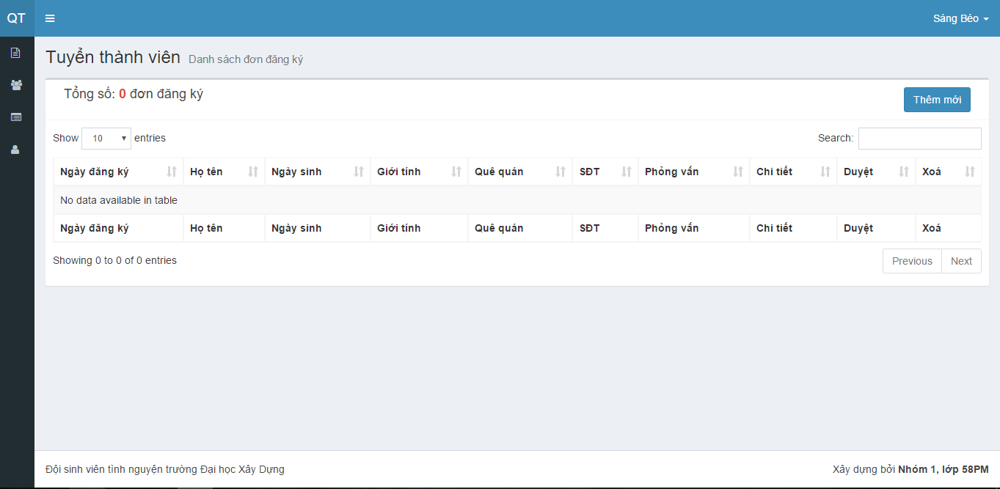 QT Sáng Béo
Tuyển thành viên Danh sách đơn đăng ký
Tổng số: 0 đơn đăng ký
Thêm mới
Show 10 entries Search:
Ngày đăng ký Họ tên Ngày sinh Giới tính Quê quán SĐT Phỏng vấn Chi tiết Duyệt Xoá
No data available in table
Ngày đăng ký Họ tên Ngày sinh Giới tính Quê quán SĐT Phỏng vấn Chi tiết Duyệt Xoá
Showing 0 to 0 of 0 entries Previous Next
Đội sinh viên tình nguyện trường Đại học Xây Dựng Xây dựng bởi Nhóm 1, lớp 58PM